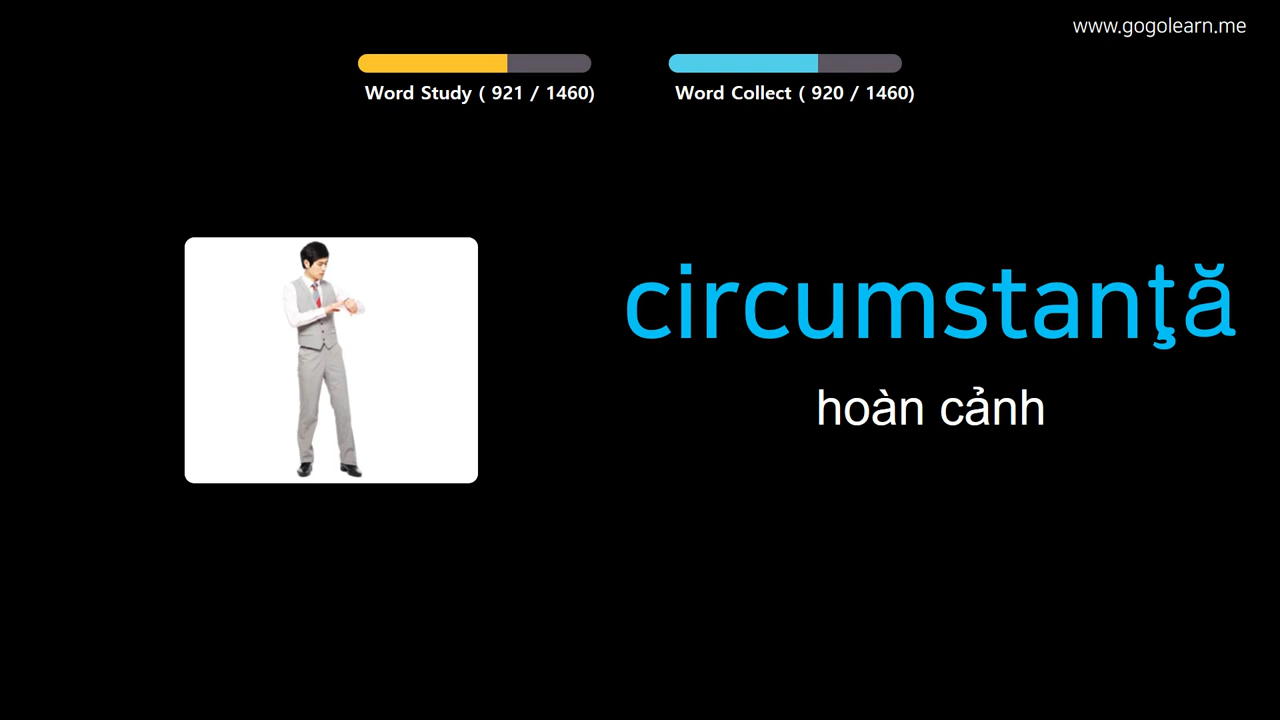 www.gogolearn.me
Word Study ( 921 / 1460)
Word Collect ( 920 / 1460)
circumstanţă
hoàn cảnh